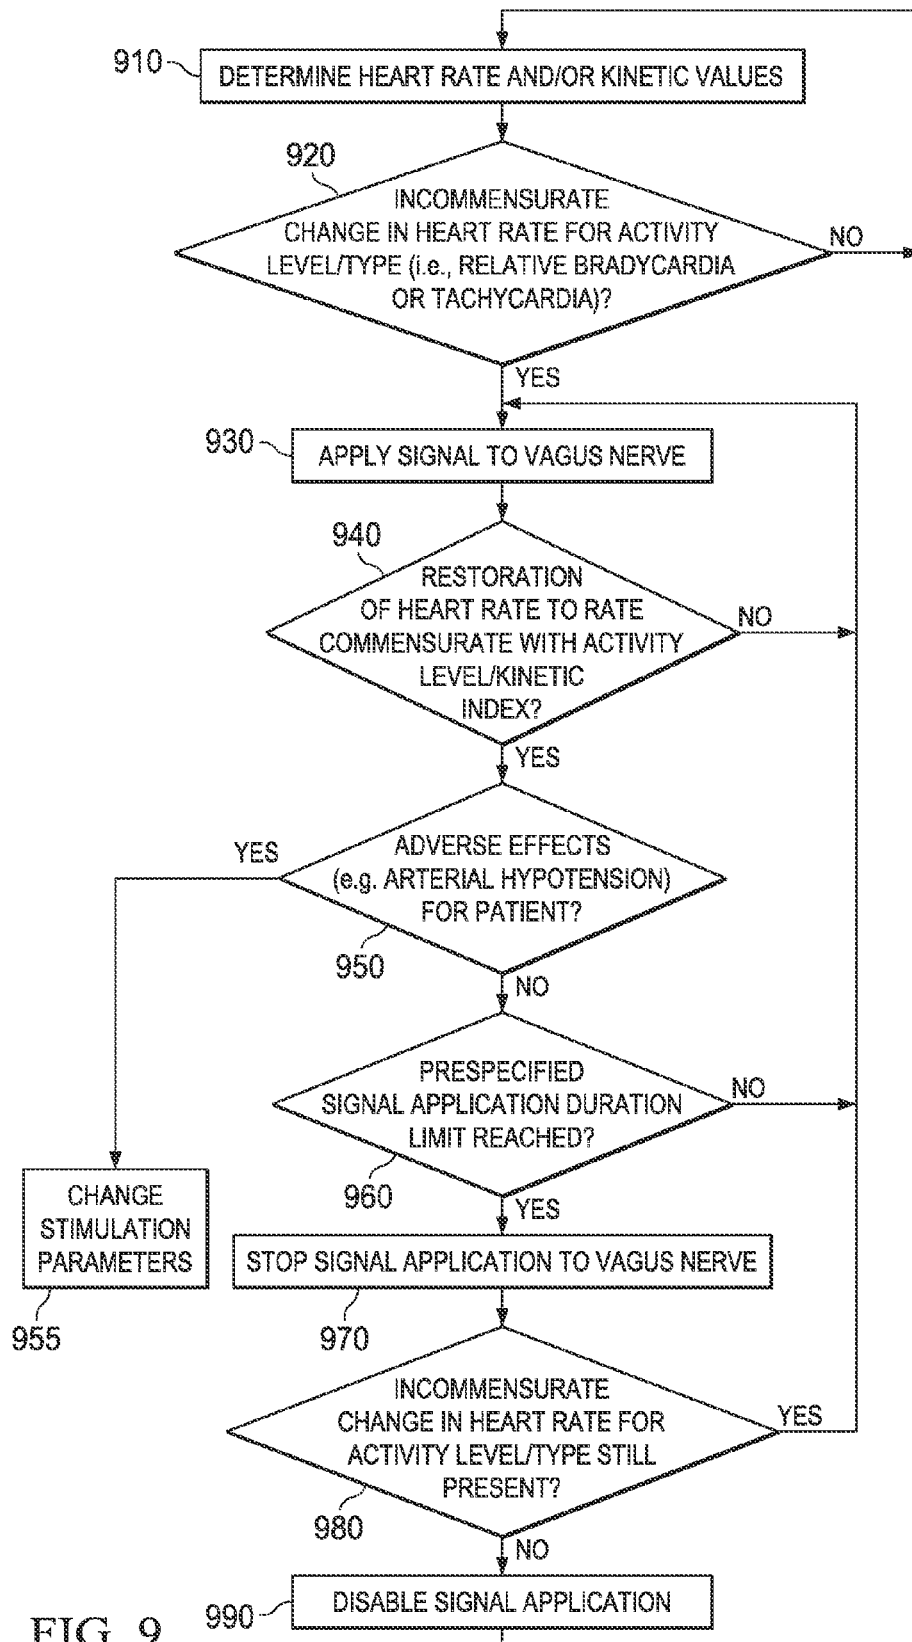 910
DETERMINE HEART RATE AND/OR KINETIC VALUES
920
INCOMMENSURATE
CHANGE IN HEART RATE FOR ACTIVITY
LEVEL/TYPE (i.e., RELATIVE BRADYCARDIA
OR TACHYCARDIA)?
NO
YES
930
APPLY SIGNAL TO VAGUS NERVE
940
RESTORATION
OF HEART RATE TO RATE
COMMENSURATE WITH ACTIVITY
LEVEL/KINETIC
INDEX?
NO
YES
ADVERSE EFFECTS
(e.g. ARTERIAL HYPOTENSION)
FOR PATIENT?
YES
950
NO
PRESPECIFIED
SIGNAL APPLICATION DURATION
LIMIT REACHED?
NO
960
YES
CHANGE
STIMULATION
PARAMETERS
955
STOP SIGNAL APPLICATION TO VAGUS NERVE
970
INCOMMENSURATE
CHANGE IN HEART RATE FOR
ACTIVITY LEVEL/TYPE STILL
PRESENT?
YES
980
NO
990
DISABLE SIGNAL APPLICATION
FIG. 9